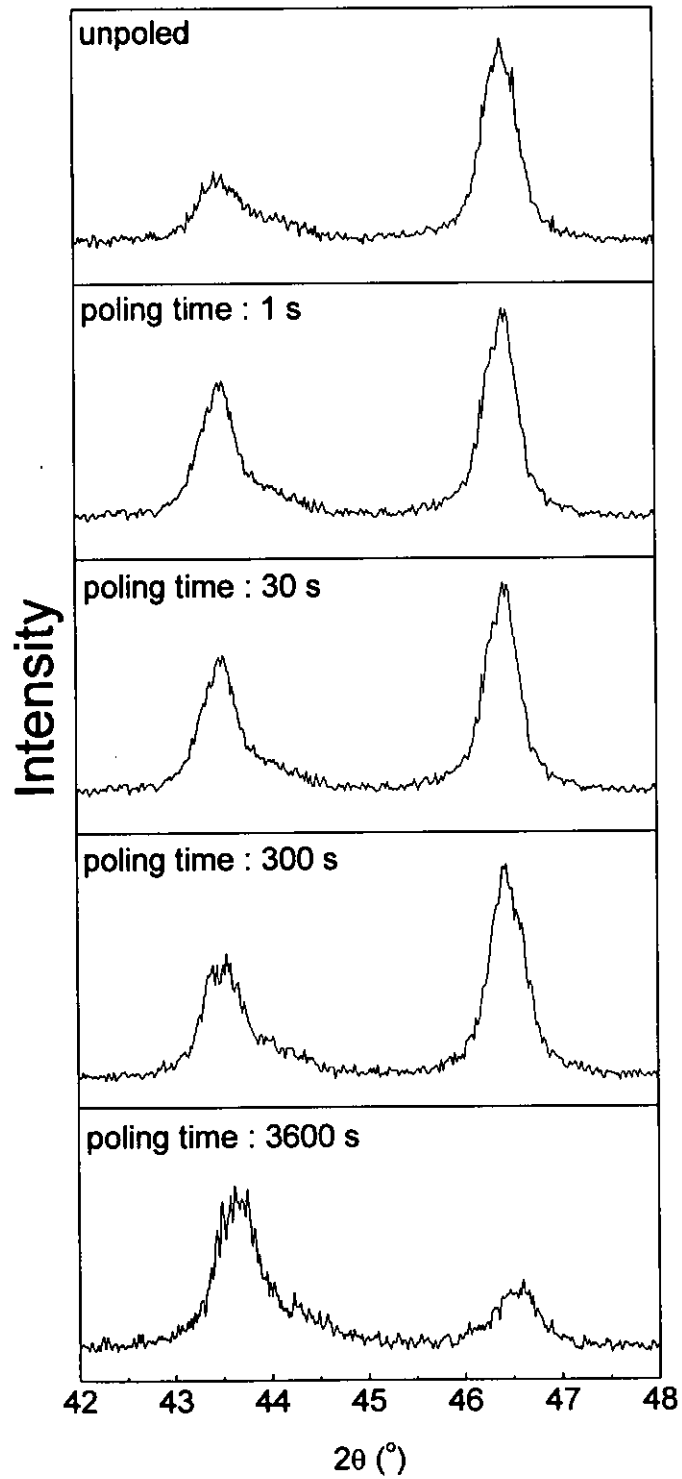 unpoled
poling time : 1 s
poling time : 30 s
poling time : 300 s
poling time : 3600 s
Intensity
42 43 44 45 46 47 48
2θ (°)